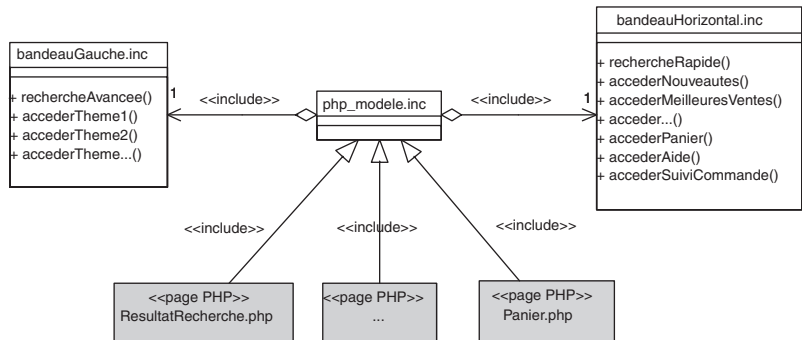 bandeauGauche.inc
+ rechercheAvancee()
+ accederTheme1()
+ accederTheme2()
+ accederTheme...()
1
<<include>>
php_modele.inc
<<include>>
1
bandeauHorizontal.inc
+ rechercheRapide()
+ accederNouveautes()
+ accederMeilleuresVentes()
+ acceder...()
+ accederPanier()
+ accederAide()
+ accederSuiviCommande()
<<include>>
<<include>>
<<include>>
<<page PHP>>
ResultatRecherche.php
<<page PHP>>
...
<<page PHP>>
Panier.php